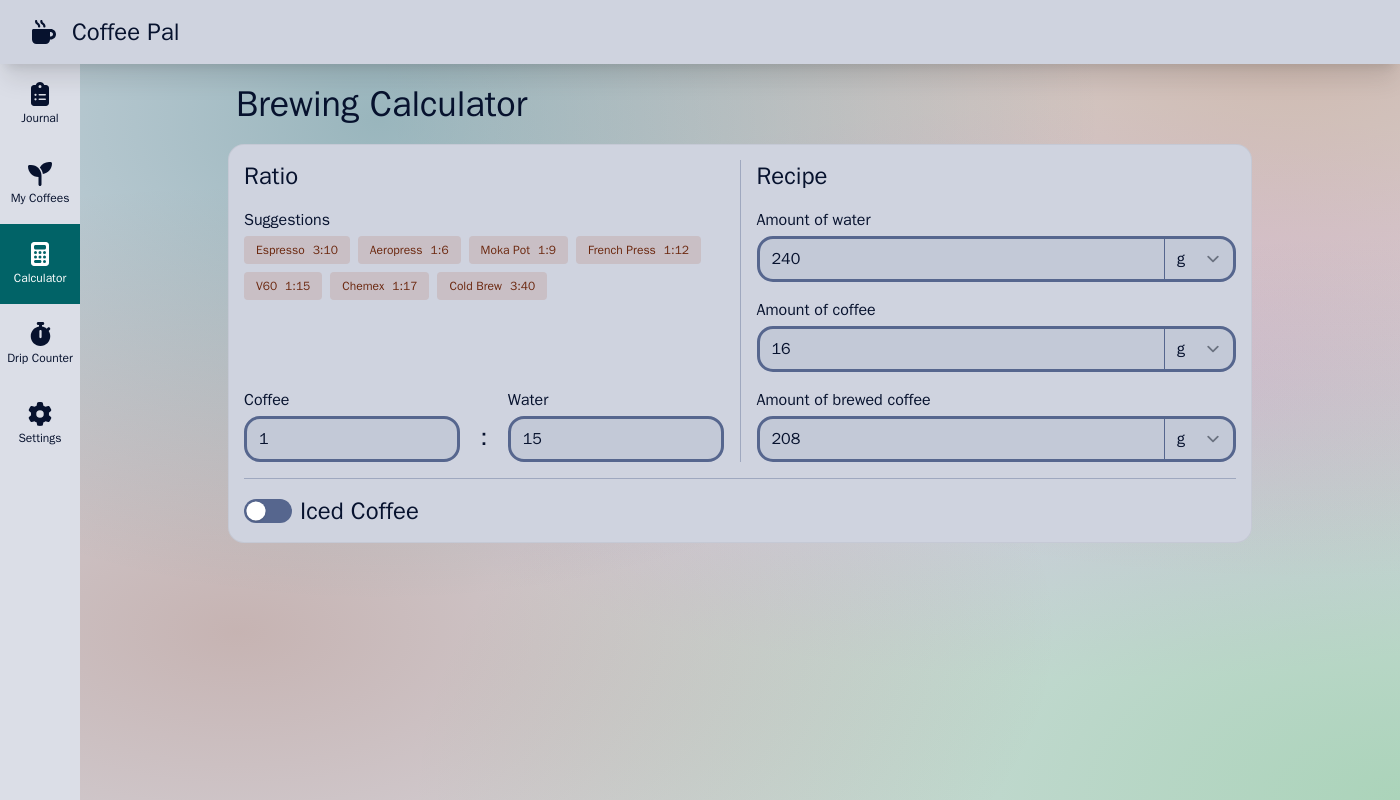 Coffee Pal
Journal
My Coffees
Calculator
Drip Counter
Settings
Brewing Calculator
Ratio
Suggestions
Espresso 3:10 Aeropress 1:6 Moka Pot 1:9 French Press 1:12
V60 1:15 Chemex 1:17 Cold Brew 3:40
Coffee Water
1 : 15
Recipe
Amount of water
240 g
Amount of coffee
16 g
Amount of brewed coffee
208 g
Iced Coffee